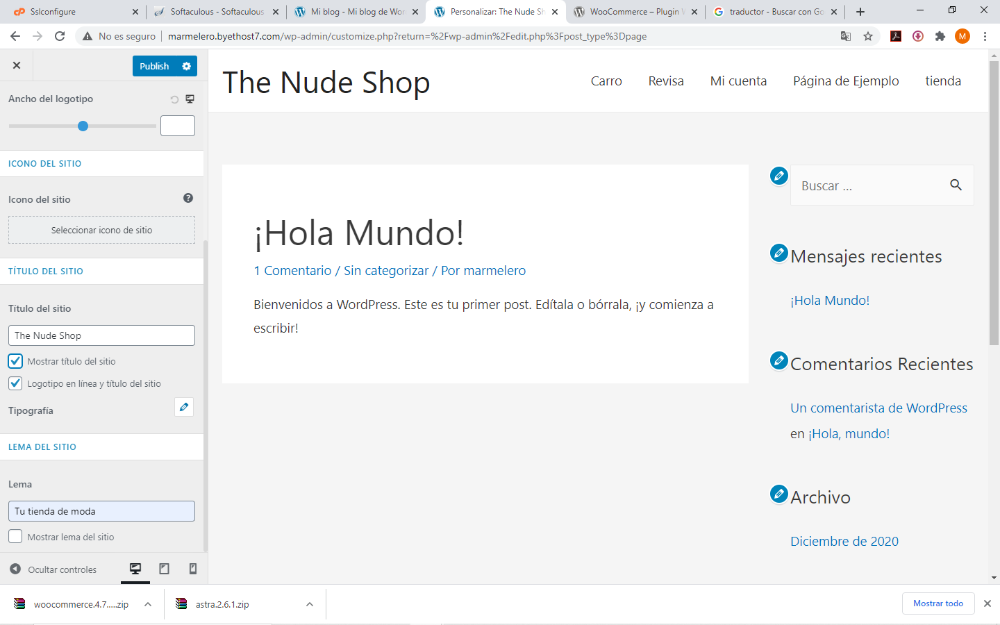 Sslconfigure
Softaculous - Softaculous
Mi blog - Mi blog de Wor
Personalizar: The Nude Sh
WooCommerce – Plugin W
traductor - Buscar con Go
No es seguro
marmelero.byethost7.com/wp-admin/customize.php?return=%2Fwp-admin%2Fedit.php%3Fpost_type%3Dpage
M
Publish
Ancho del logotipo
ICONO DEL SITIO
Icono del sitio
Seleccionar icono de sitio
TÍTULO DEL SITIO
Título del sitio
The Nude Shop
Mostrar título del sitio
Logotipo en línea y título del sitio
Tipografía
LEMA DEL SITIO
Lema
Tu tienda de moda
Mostrar lema del sitio
Ocultar controles
The Nude Shop
Carro
Revisa
Mi cuenta
Página de Ejemplo
tienda
¡Hola Mundo!
1 Comentario / Sin categorizar / Por marmelero
Bienvenidos a WordPress. Este es tu primer post. Edítala o bórrala, ¡y comienza a
escribir!
Buscar ...
Mensajes recientes
¡Hola Mundo!
Comentarios Recientes
Un comentarista de WordPress
en ¡Hola, mundo!
Archivo
Diciembre de 2020
woocommerce.4.7.....zip
astra.2.6.1.zip
Mostrar todo